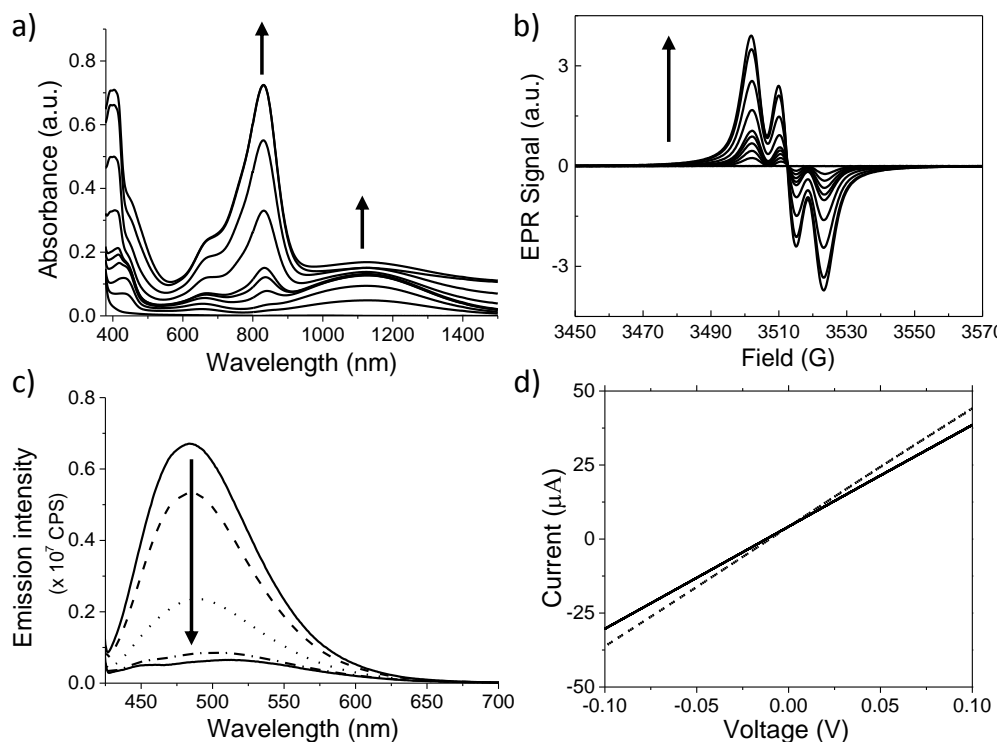 a)
0.8
0.6
0.4
0.2
0.0
Absorbance (a.u.)
400 600 800 1000 1200 1400
Wavelength (nm)
b)
3
0
-3
EPR Signal (a.u.)
3450 3470 3490 3510 3530 3550 3570
Field (G)
c)
0.8
0.6
0.4
0.2
0.0
Emission intensity
(x 10⁷ CPS)
450 500 550 600 650 700
Wavelength (nm)
d)
50
25
0
-25
-50
Current (µA)
-0.10 -0.05 0.00 0.05 0.10
Voltage (V)